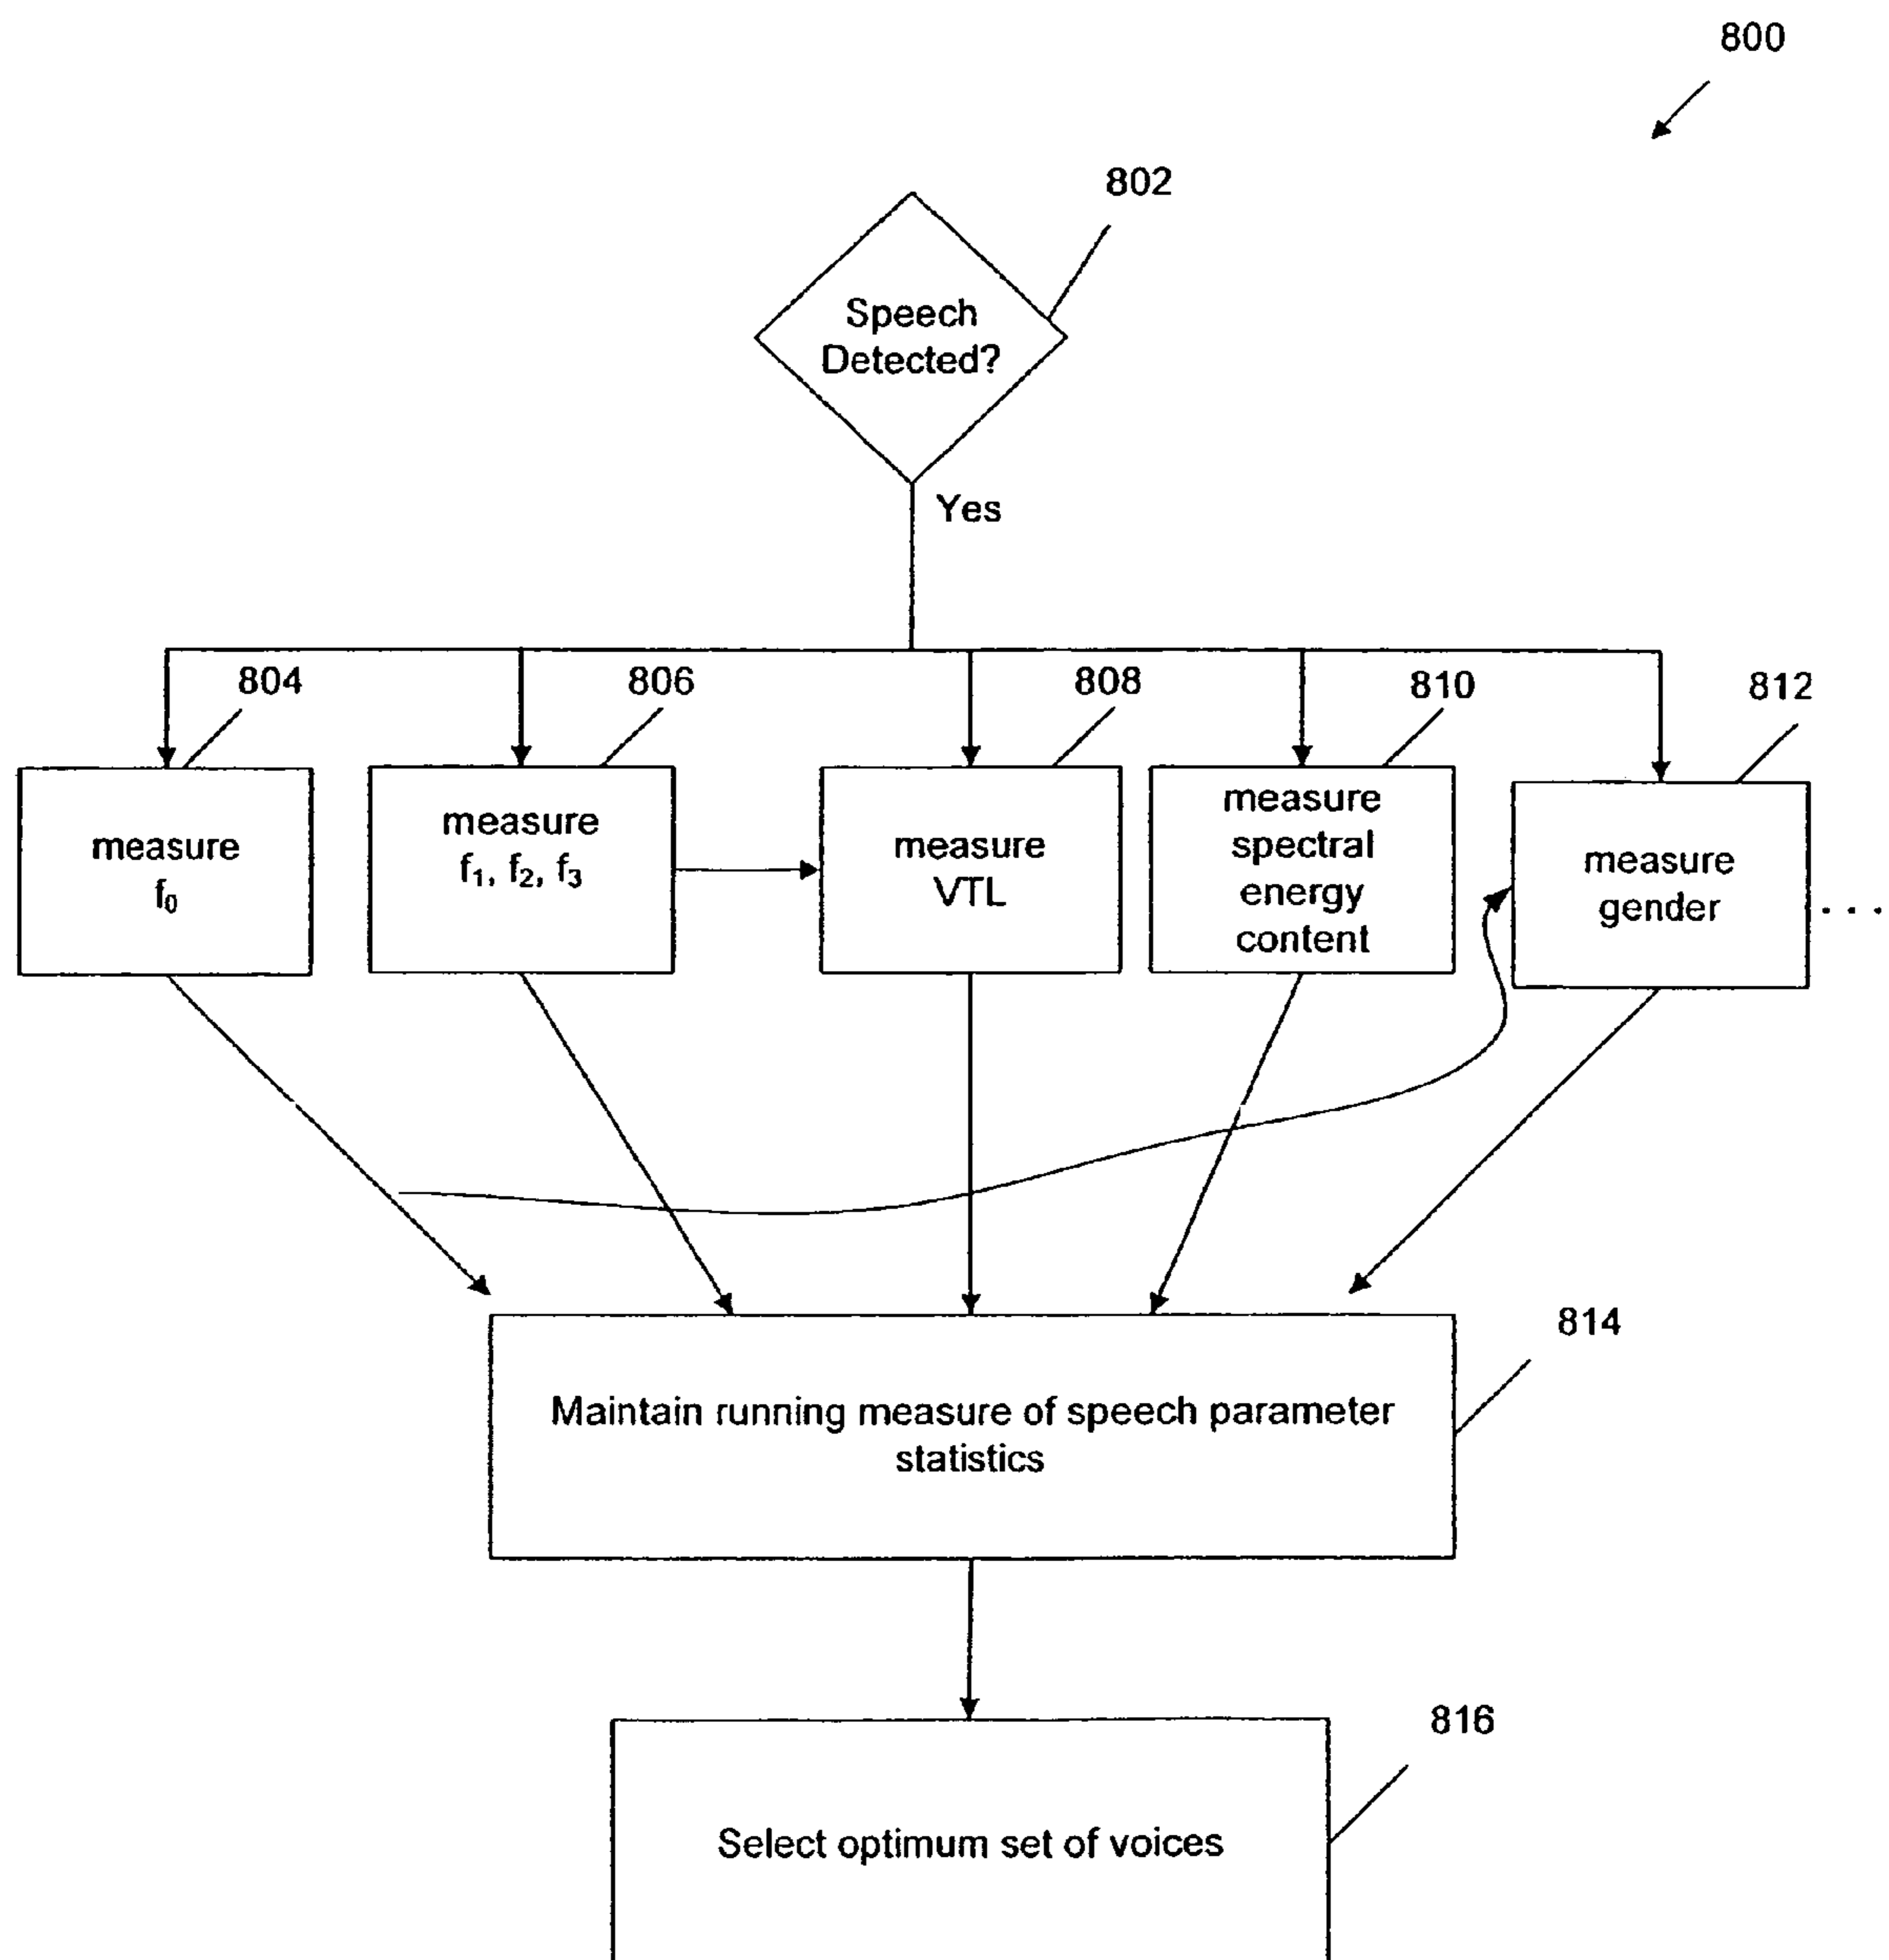 800
802
Speech
Detected?
Yes
804
806
808
810
812
measure
f₀
measure
f₁, f₂, f₃
measure
VTL
measure
spectral
energy
content
measure
gender
. . .
814
Maintain running measure of speech parameter
statistics
816
Select optimum set of voices